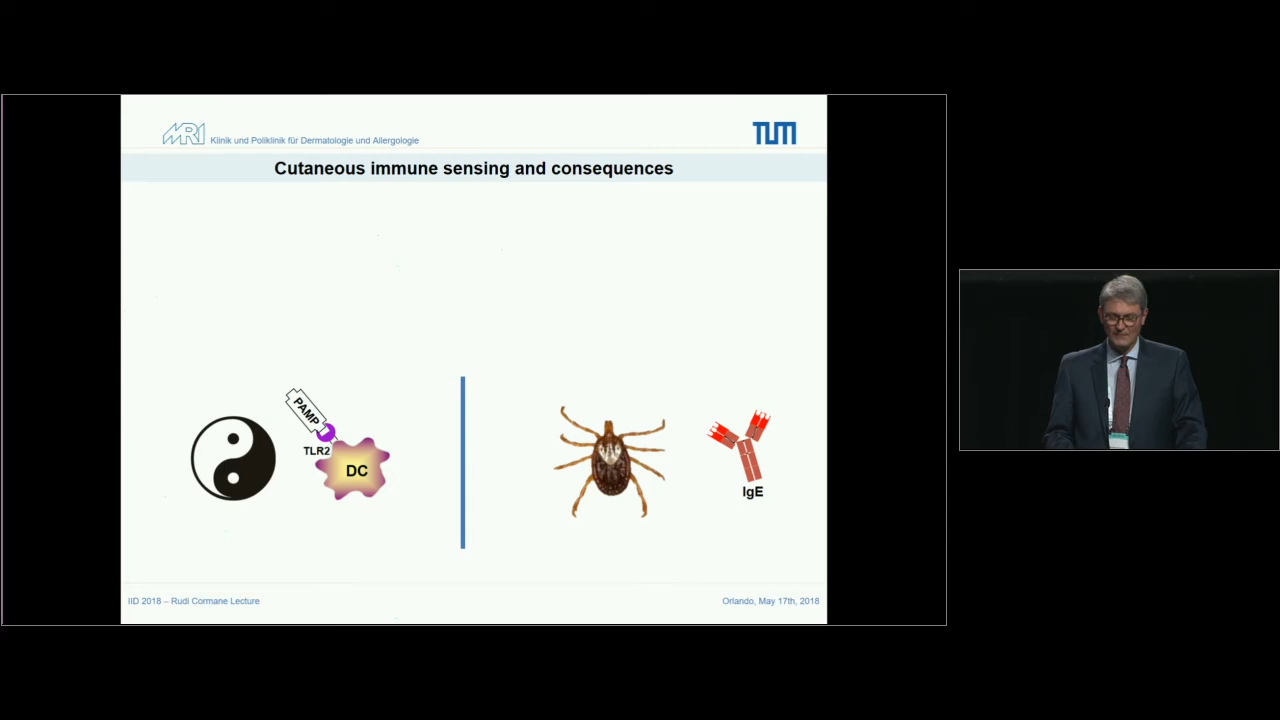 MRI Klinik und Poliklinik für Dermatologie und Allergologie
TUM
Cutaneous immune sensing and consequences
PAMP
TLR2
DC
IgE
IID 2018 – Rudi Cormane Lecture
Orlando, May 17th, 2018